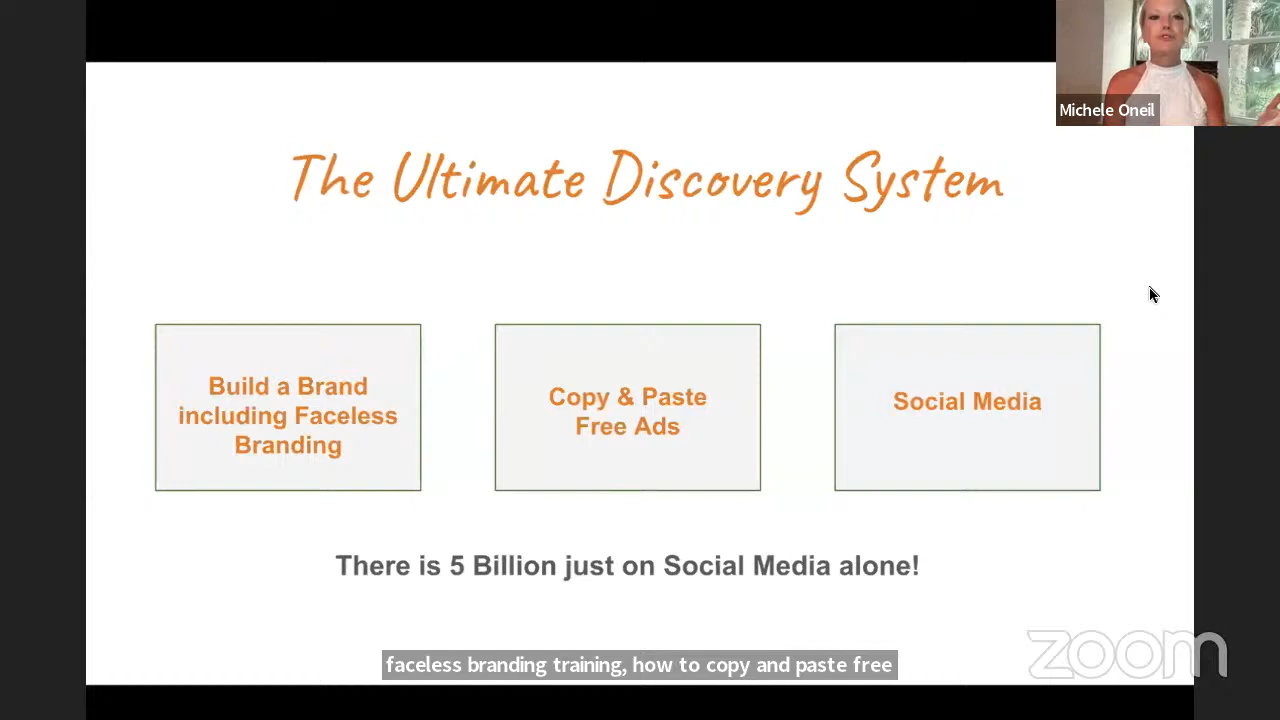 Michele Oneil
The Ultimate Discovery System
Build a Brand
including Faceless
Branding
Copy & Paste
Free Ads
Social Media
There is 5 Billion just on Social Media alone!
faceless branding training, how to copy and paste free
zoom